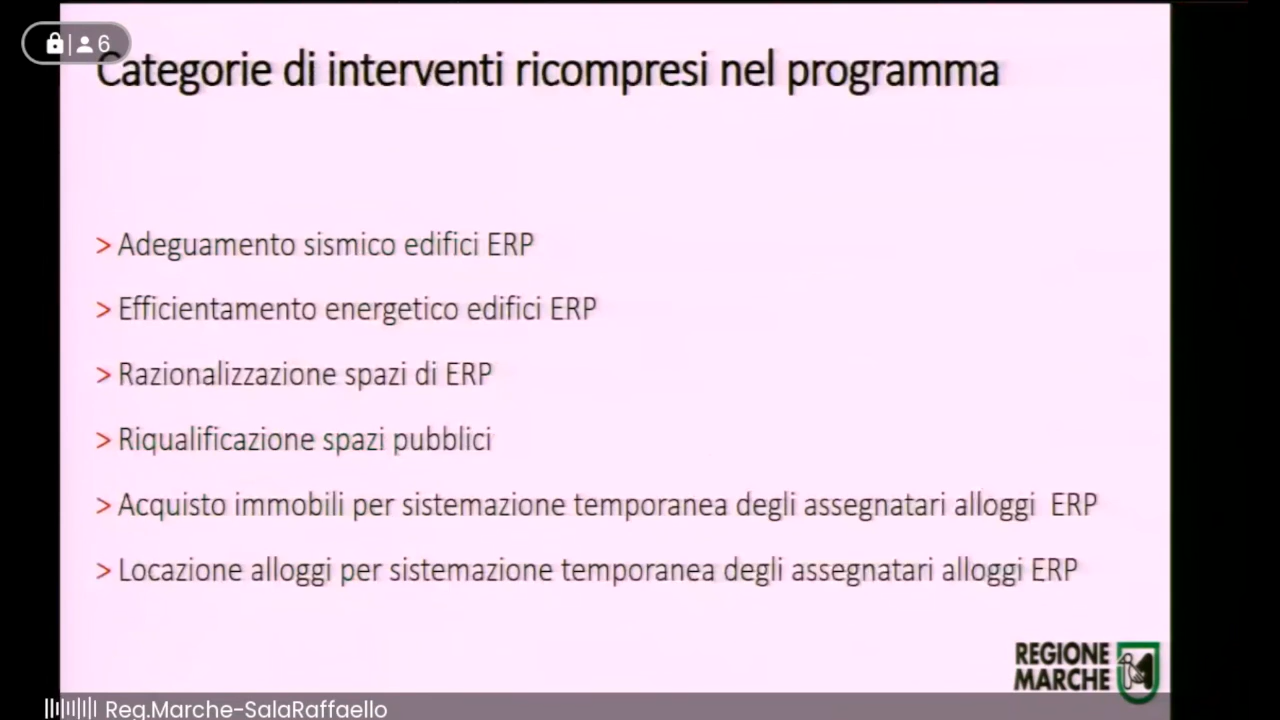 6
Categorie di interventi ricompresi nel programma
> Adeguamento sismico edifici ERP
> Efficientamento energetico edifici ERP
> Razionalizzazione spazi di ERP
> Riqualificazione spazi pubblici
> Acquisto immobili per sistemazione temporanea degli assegnatari alloggi ERP
> Locazione alloggi per sistemazione temporanea degli assegnatari alloggi ERP
REGIONE
MARCHE
Reg.Marche-SalaRaffaello